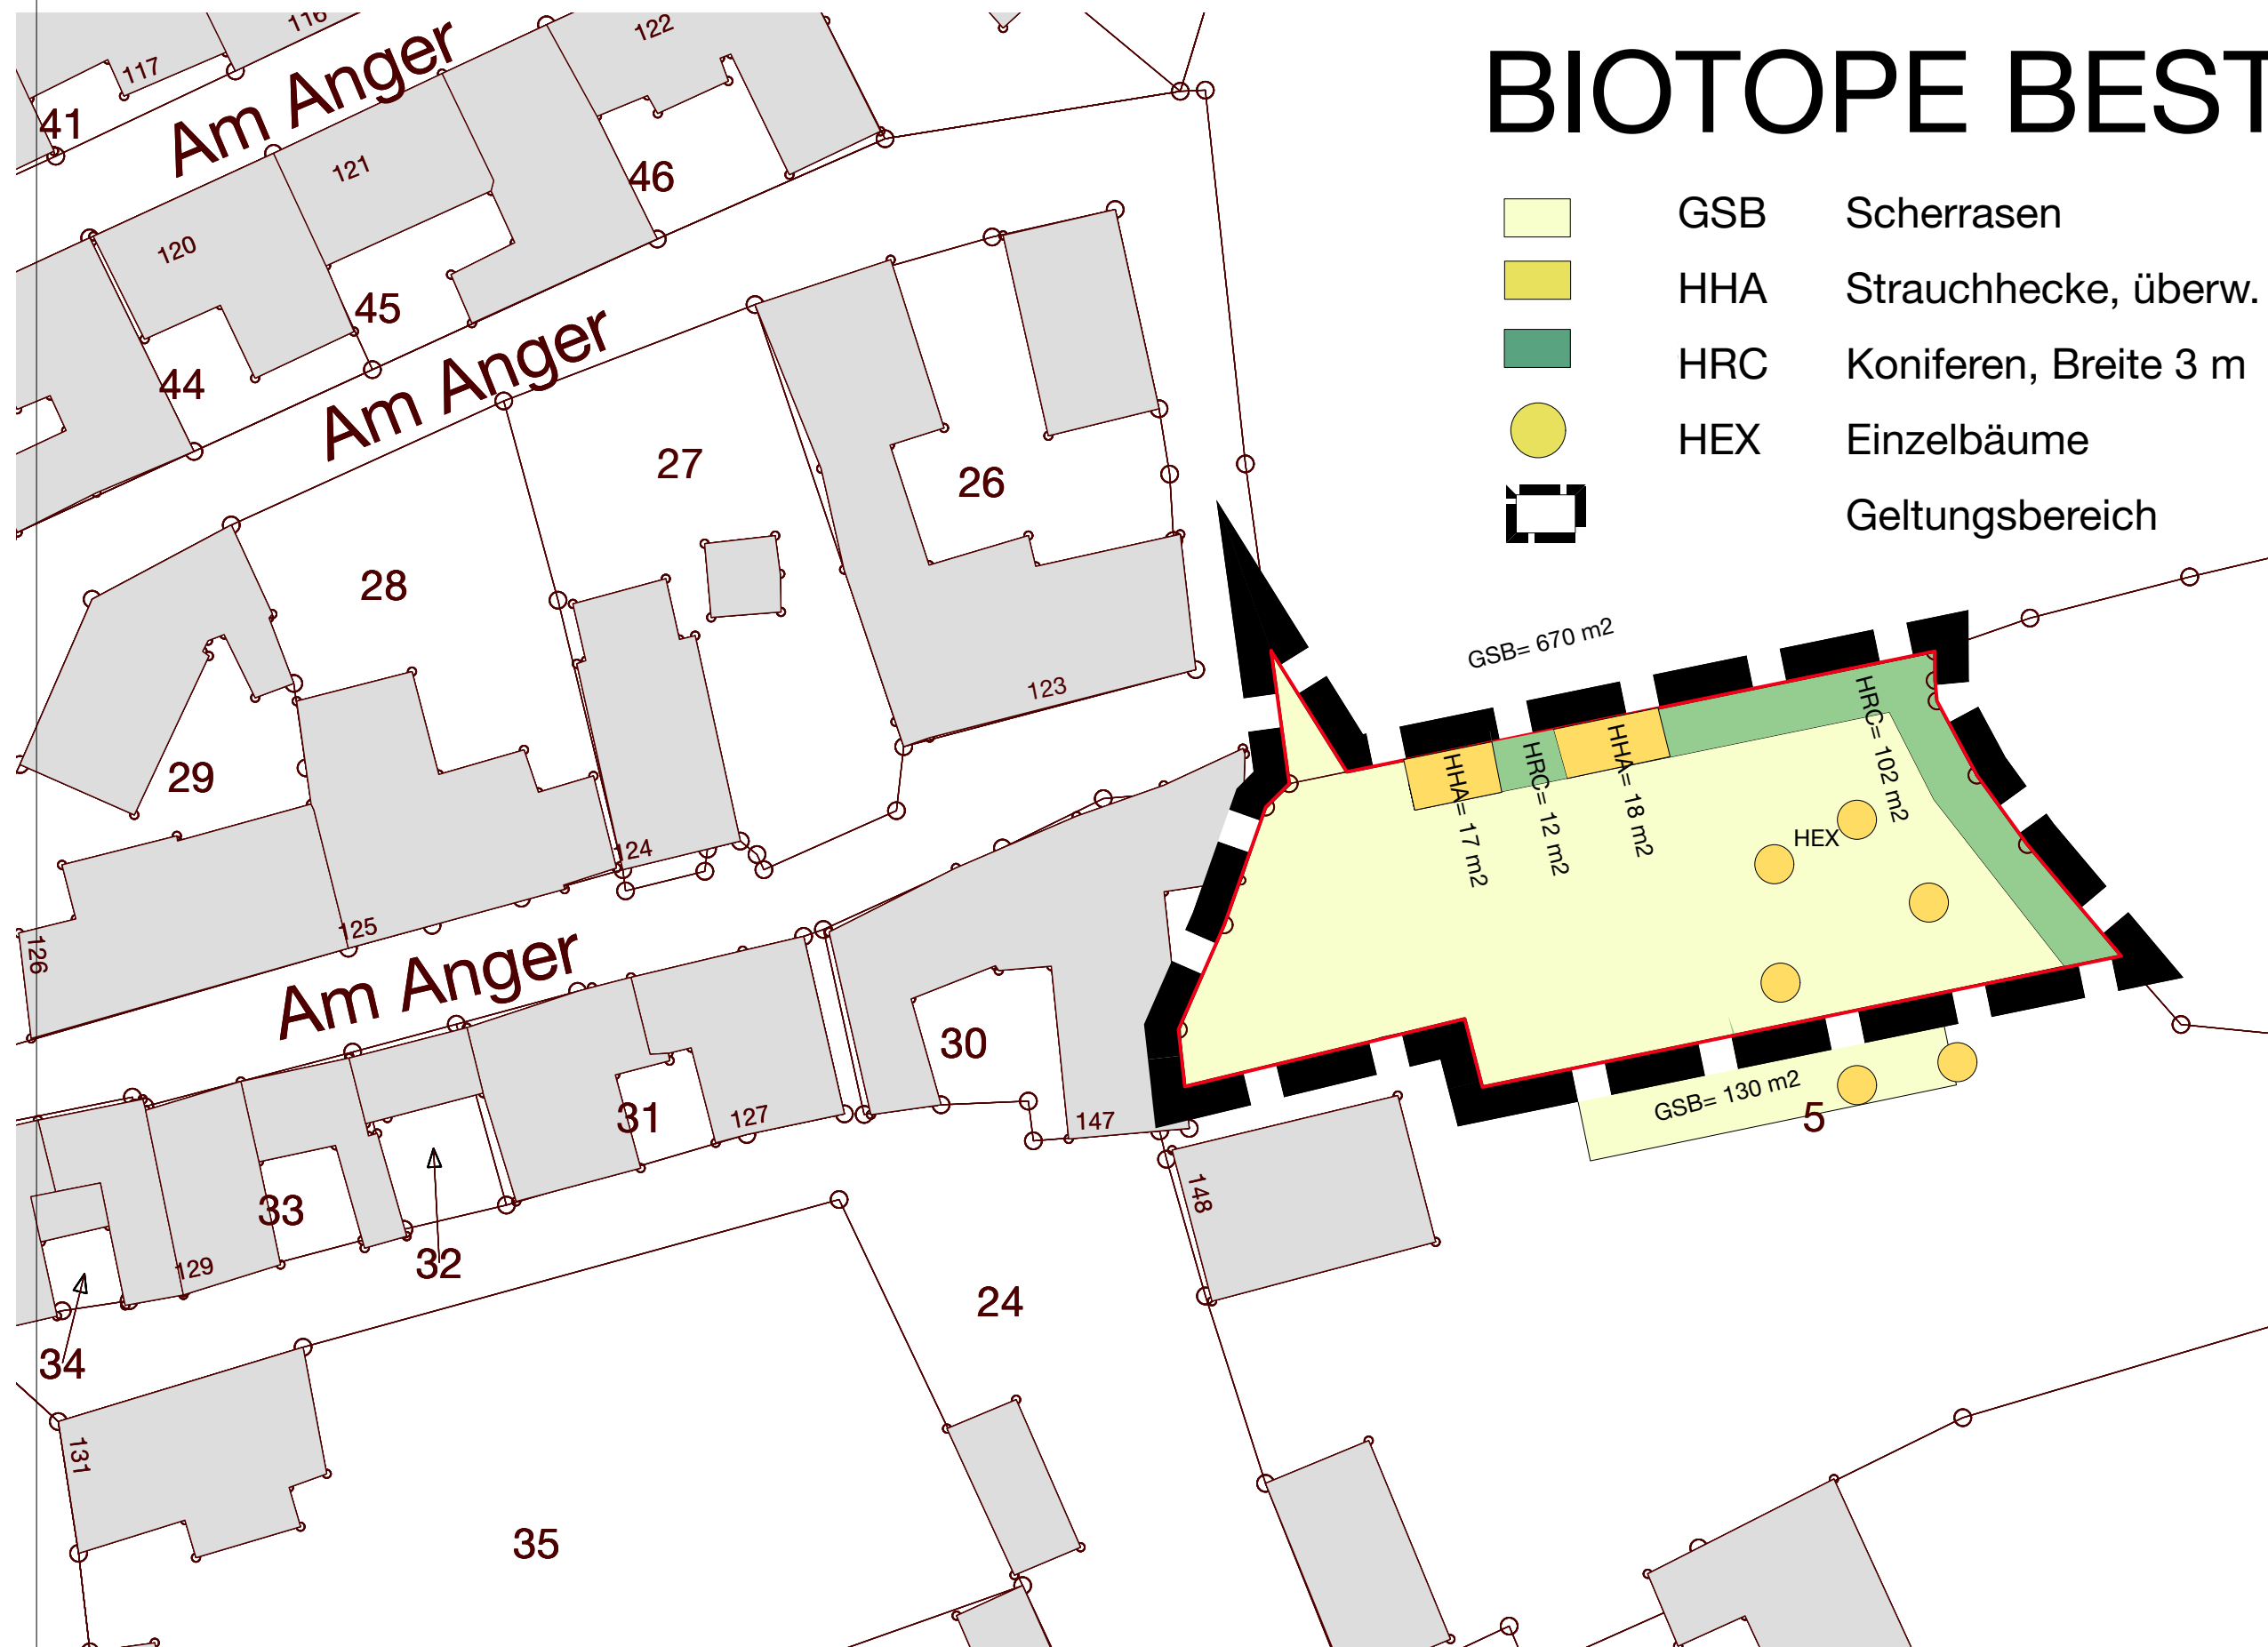 BIOTOPE BEST
GSB Scherrasen
HHA Strauchhecke, überw.
HRC Koniferen, Breite 3 m
HEX Einzelbäume
Geltungsbereich
116
117
41
Am Anger
122
121
46
120
45
44
Am Anger
27
26
28
123
29
124
125
126
Am Anger
30
31
127
147
148
33
32
129
34
24
131
35
GSB= 670 m2
HHA= 17 m2
HRC= 12 m2
HHA= 18 m2
HRC= 102 m2
HEX
GSB= 130 m2
5